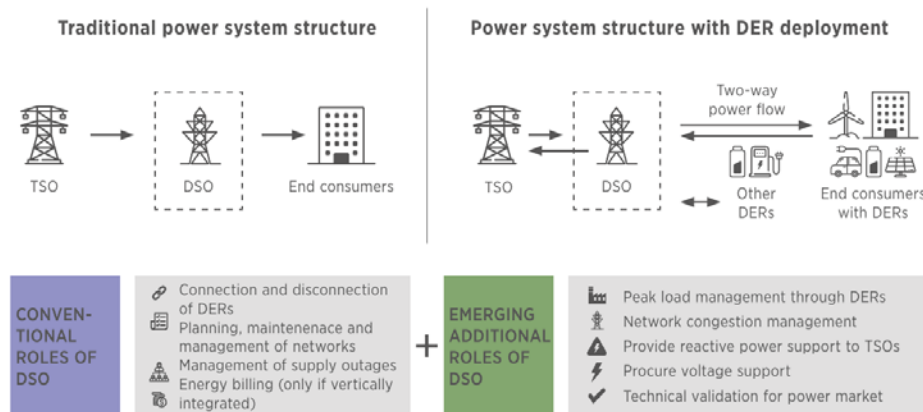 Traditional power system structure
TSO
DSO
End consumers
Power system structure with DER deployment
Two-way
power flow
TSO
DSO
Other
DERs
End consumers
with DERs
CONVEN-
TIONAL
ROLES OF
DSO
Connection and disconnection
of DERs
Planning, maintenenace and
management of networks
Management of supply outages
Energy billing (only if vertically
integrated)
+
EMERGING
ADDITIONAL
ROLES OF
DSO
Peak load management through DERs
Network congestion management
Provide reactive power support to TSOs
Procure voltage support
Technical validation for power market